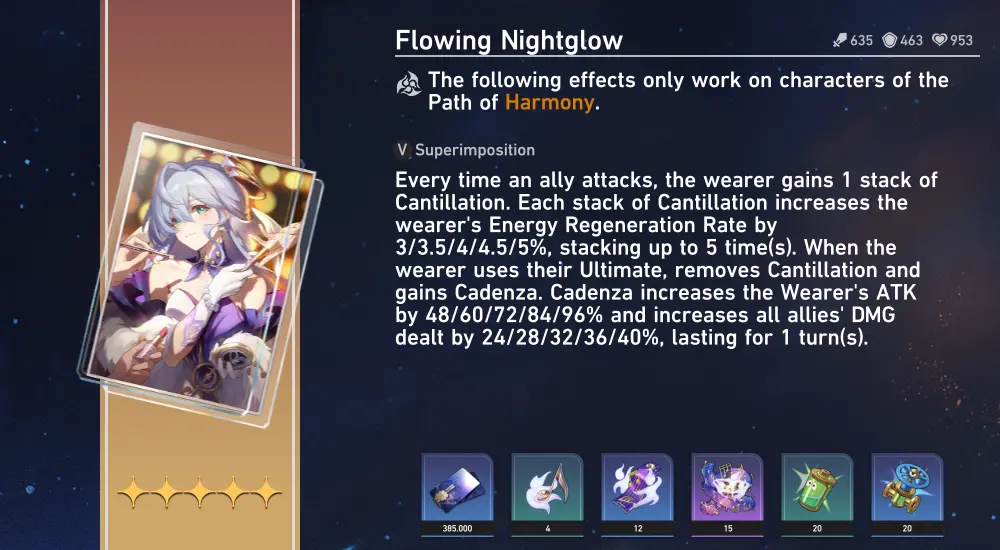 Flowing Nightglow
635 463 953
The following effects only work on characters of the
Path of Harmony.
V Superimposition
Every time an ally attacks, the wearer gains 1 stack of
Cantillation. Each stack of Cantillation increases the
wearer's Energy Regeneration Rate by
3/3.5/4/4.5/5%, stacking up to 5 time(s). When the
wearer uses their Ultimate, removes Cantillation and
gains Cadenza. Cadenza increases the Wearer's ATK
by 48/60/72/84/96% and increases all allies' DMG
dealt by 24/28/32/36/40%, lasting for 1 turn(s).
385.000 4 12 15 20 20